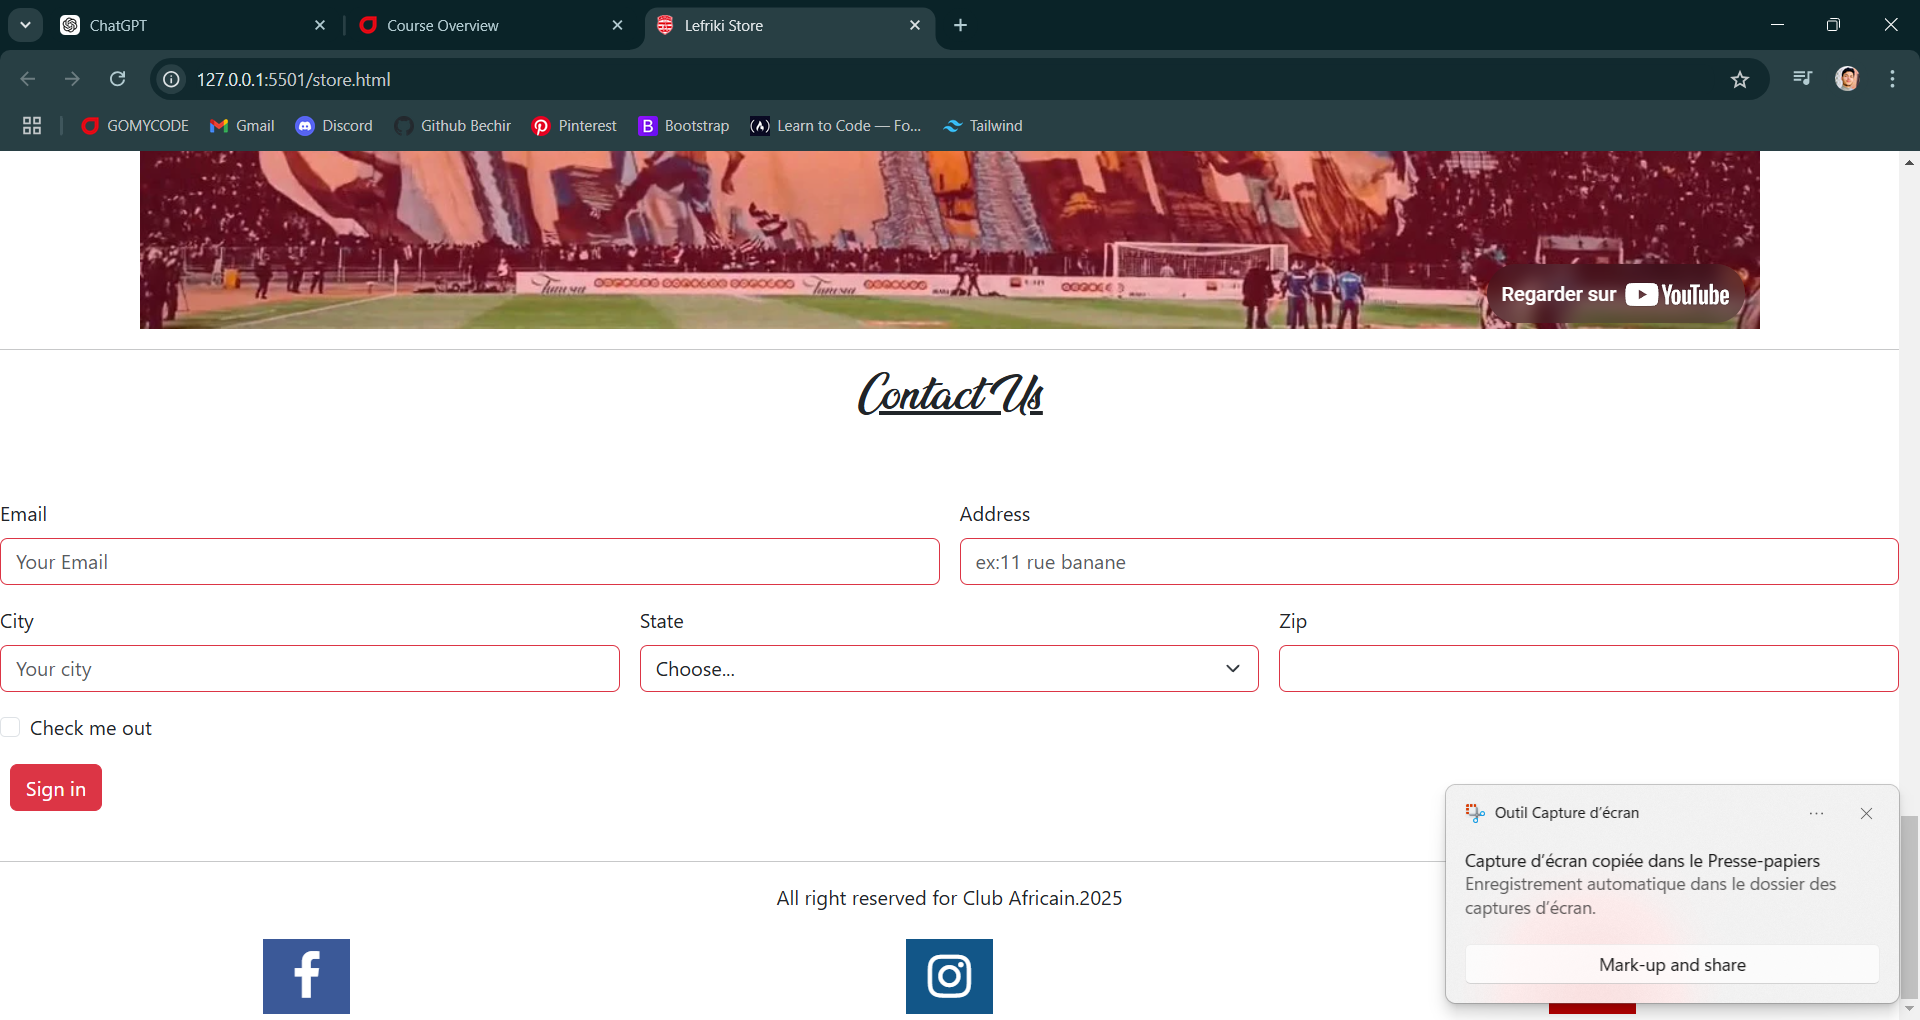 ChatGPT
Course Overview
Lefriki Store
127.0.0.1:5501/store.html
GOMYCODE
Gmail
Discord
Github Bechir
Pinterest
B Bootstrap
Learn to Code — Fo...
Tailwind
Regarder sur YouTube
Contact Us
Email
Address
Your Email
ex:11 rue banane
City
State
Zip
Your city
Choose...
Check me out
Sign in
All right reserved for Club Africain.2025
Outil Capture d'écran
Capture d'écran copiée dans le Presse-papiers
Enregistrement automatique dans le dossier des
captures d'écran.
Mark-up and share